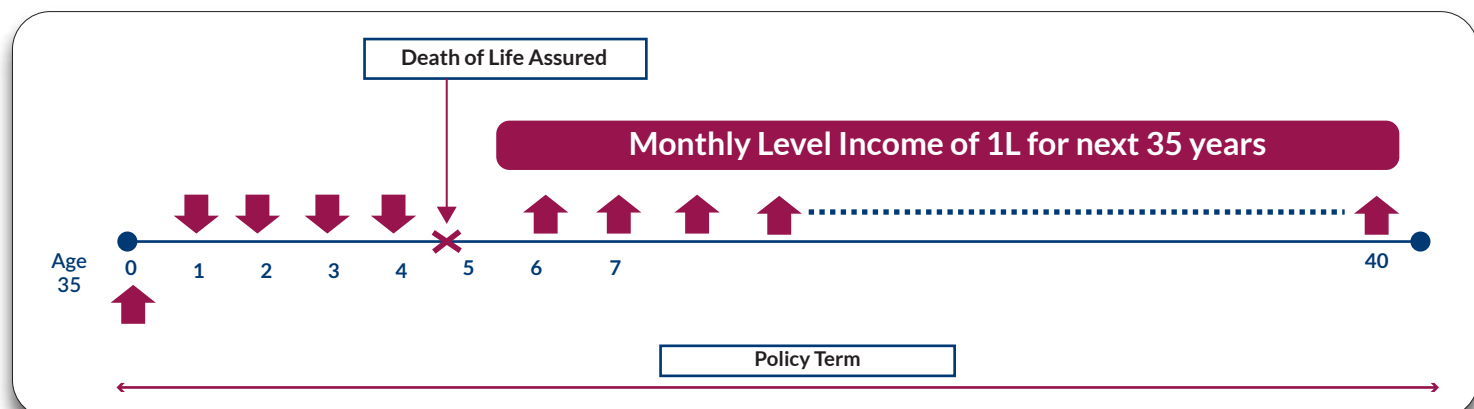 Death of Life Assured
Monthly Level Income of 1L for next 35 years
Age
35
0 1 2 3 4 5 6 7 40
Policy Term